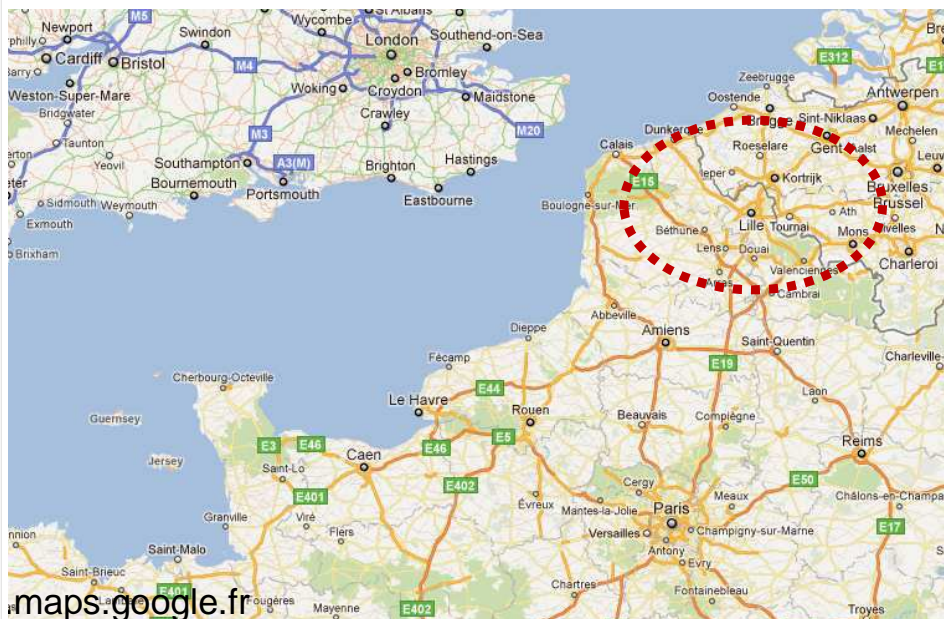 M5
Wycombe
St Albans
Newport
Swindon
London
Southend-on-Sea
Cardiff
Bristol
M4
Bromley
Woking
Croydon
Maidstone
Weston-Super-Mare
Bridgwater
Crawley
M20
M3
Taunton
Yeovil
Southampton
A3(M)
Brighton
Hastings
Bournemouth
Portsmouth
Eastbourne
Sidmouth
Weymouth
Exmouth
Brixham
E312
Zeebrugge
Antwerpen
Oostende
Brugge
Sint-Niklaas
Dunkerque
Mechelen
Calais
Roeselare
Gent
Aalst
E15
Ieper
Kortrijk
Bruxelles
Brussel
Boulogne-sur-Mer
Lille
Tournai
Ath
Nivelles
Béthune
Mons
Lens
Douai
Charleroi
Valenciennes
Arras
Cambrai
Abbeville
Dieppe
Amiens
Saint-Quentin
Fécamp
E19
Charleville-
Cherbourg-Octeville
Le Havre
E44
Laon
Guernsey
Rouen
Beauvais
Compiègne
E3
E46
E46
E5
Reims
Jersey
Caen
Saint-Lo
E402
E50
E401
Cergy
Meaux
Châlons-en-Champa
Évreux
Mantes-la-Jolie
Paris
Granville
Viré
Flers
Versailles
Champigny-sur-Marne
E17
Saint-Malo
Antony
Evry
Saint-Brieuc
Chartres
Fontainebleau
E401
Lamballe
Fougères
Mayenne
E402
Troyes
.maps.google.fr